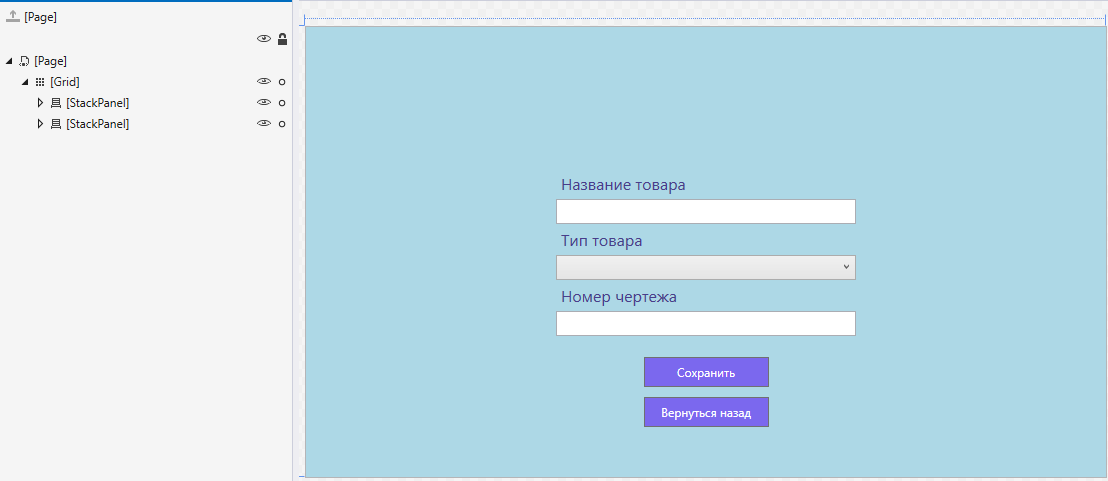 [Page]
[Page]
[Grid]
[StackPanel]
[StackPanel]
Название товара
Тип товара
Номер чертежа
Сохранить
Вернуться назад